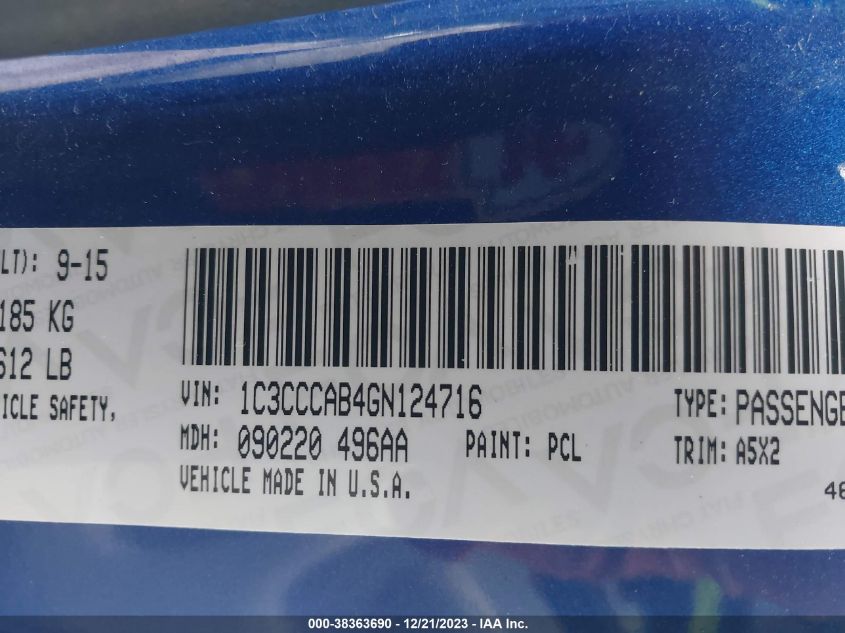 LT): 9-15
185 KG
612 LB
ICLE SAFETY,
VIN: 1C3CCCAB4GN124716
TYPE: PASSENGE
MDH: 090220 496AA
PAINT: PCL
TRIM: A5X2
VEHICLE MADE IN U.S.A.
46
000-38363690 - 12/21/2023 - IAA Inc.